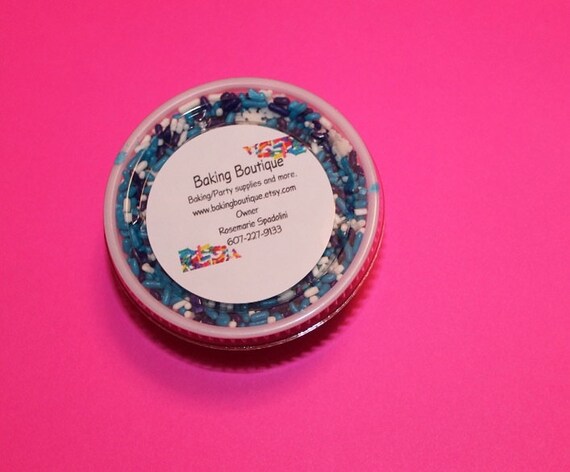 Baking Boutique
Baking/Party supplies and more.
www.bakingboutique.etsy.com
Owner
Rosemarie Spadolini
607-227-9133